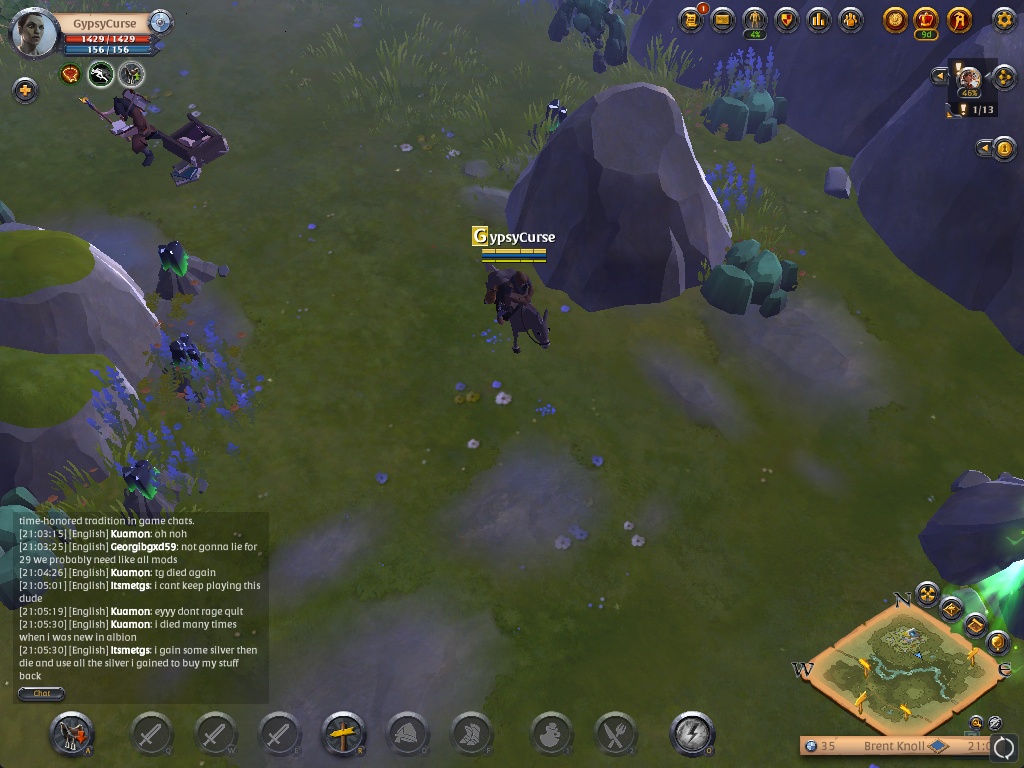 GypsyCurse
1429 / 1429
156 / 156
1
4%
9d
46%
1/13
GypsyCurse
time-honored tradition in game chats.
[21:03:15] [English] Kuamon: oh noh
[21:03:25] [English] Georgibgxd59: not gonna lie for
29 we probably need like all mods
[21:04:26] [English] Kuamon: tg died again
[21:05:01] [English] Itsmetgs: i cant keep playing this
dude
[21:05:19] [English] Kuamon: eyyy dont rage quit
[21:05:30] [English] Kuamon: i died many times
when i was new in albion
[21:05:30] [English] Itsmetgs: i gain some silver then
die and use all the silver i gained to buy my stuff
back
Chat
N
W
E
A
Q
W
E
R
D
F
O
35
Brent Knoll